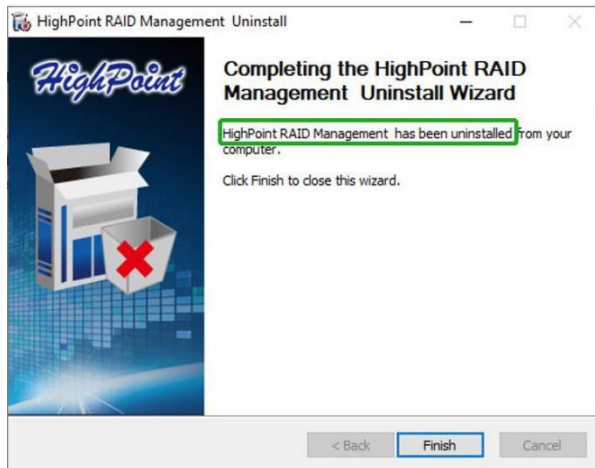 HighPoint RAID Management Uninstall
HighPoint
Completing the HighPoint RAID
Management Uninstall Wizard
HighPoint RAID Management has been uninstalled from your
computer.
Click Finish to close this wizard.
< Back
Finish
Cancel